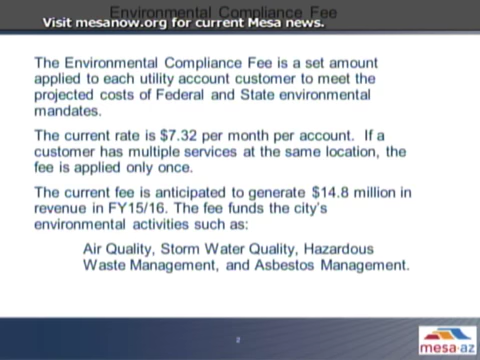 Environmental Compliance Fee
Visit mesanow.org for current Mesa news.
The Environmental Compliance Fee is a set amount
applied to each utility account customer to meet the
projected costs of Federal and State environmental
mandates.
The current rate is $7.32 per month per account. If a
customer has multiple services at the same location, the
fee is applied only once.
The current fee is anticipated to generate $14.8 million in
revenue in FY15/16. The fee funds the city's
environmental activities such as:
Air Quality, Storm Water Quality, Hazardous
Waste Management, and Asbestos Management.
2
mesa·az